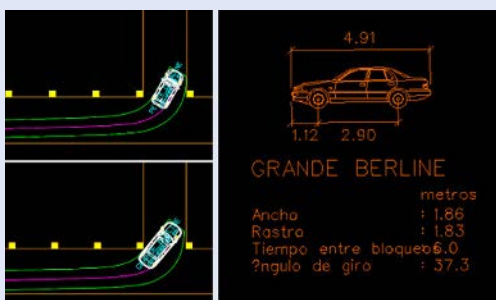 4.91
1.12 2.90
GRANDE BERLINE
metros
Ancho : 1.86
Rastro : 1.83
Tiempo entre bloqueos 6.0
?ngulo de giro : 37.3